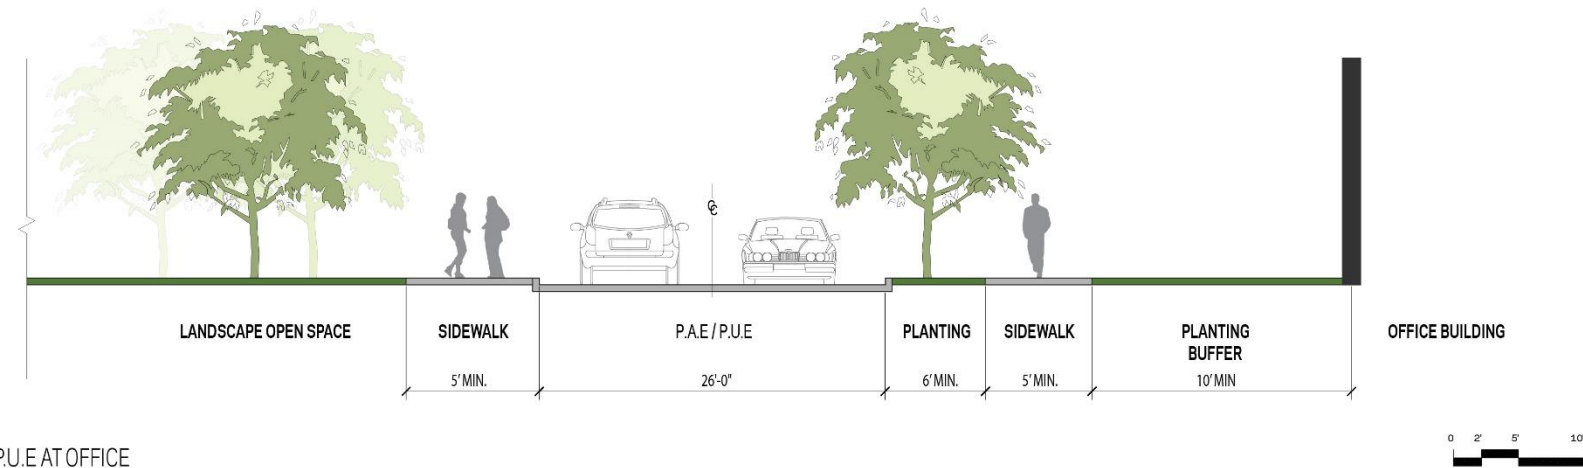 ℄
LANDSCAPE OPEN SPACE
SIDEWALK
P.A.E / P.U.E
PLANTING
SIDEWALK
PLANTING
BUFFER
OFFICE BUILDING
5' MIN.
26'-0"
6' MIN.
5' MIN.
10' MIN
P.U.E AT OFFICE
0 2' 5' 10'